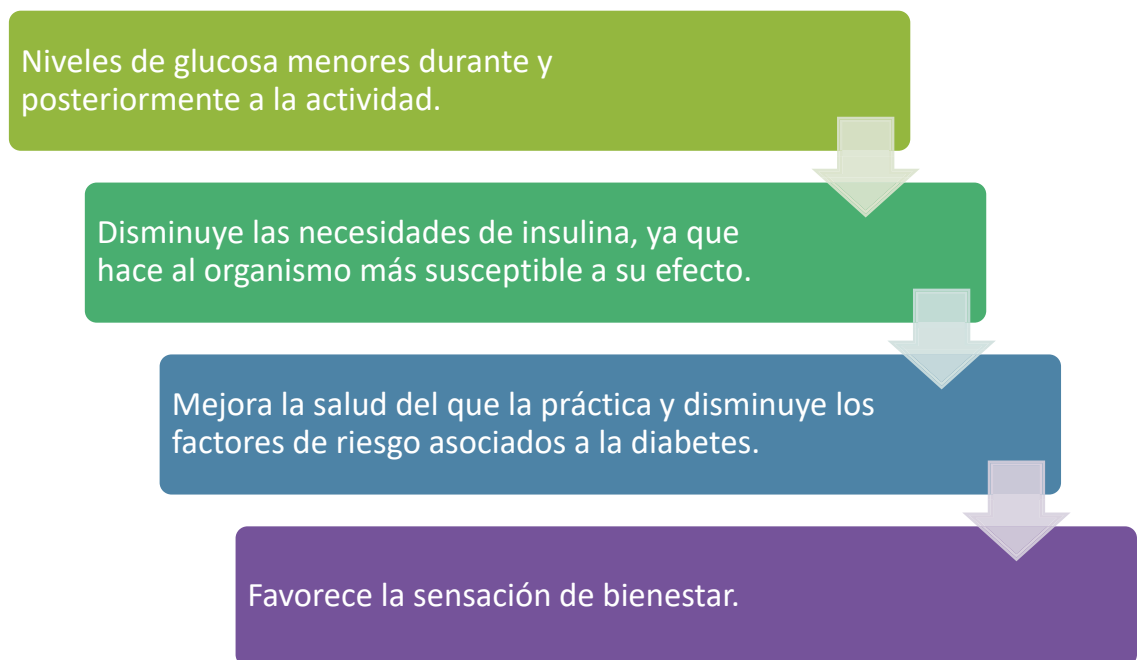 Niveles de glucosa menores durante y
posteriormente a la actividad.
Disminuye las necesidades de insulina, ya que
hace al organismo más susceptible a su efecto.
Mejora la salud del que la práctica y disminuye los
factores de riesgo asociados a la diabetes.
Favorece la sensación de bienestar.